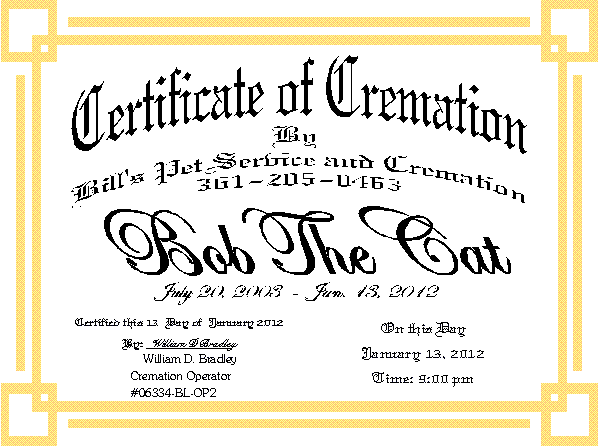 Certificate of Cremation
By
Bill's Pet Service and Cremation
361-205-0463
Bob The Cat
July 20, 2003 - Jan. 13, 2012
Certified this 13 Day of January 2012
By: William D Bradley
William D. Bradley
Cremation Operator
#06334-BL-OP2
On this Day
January 13, 2012
Time: 9:00 pm